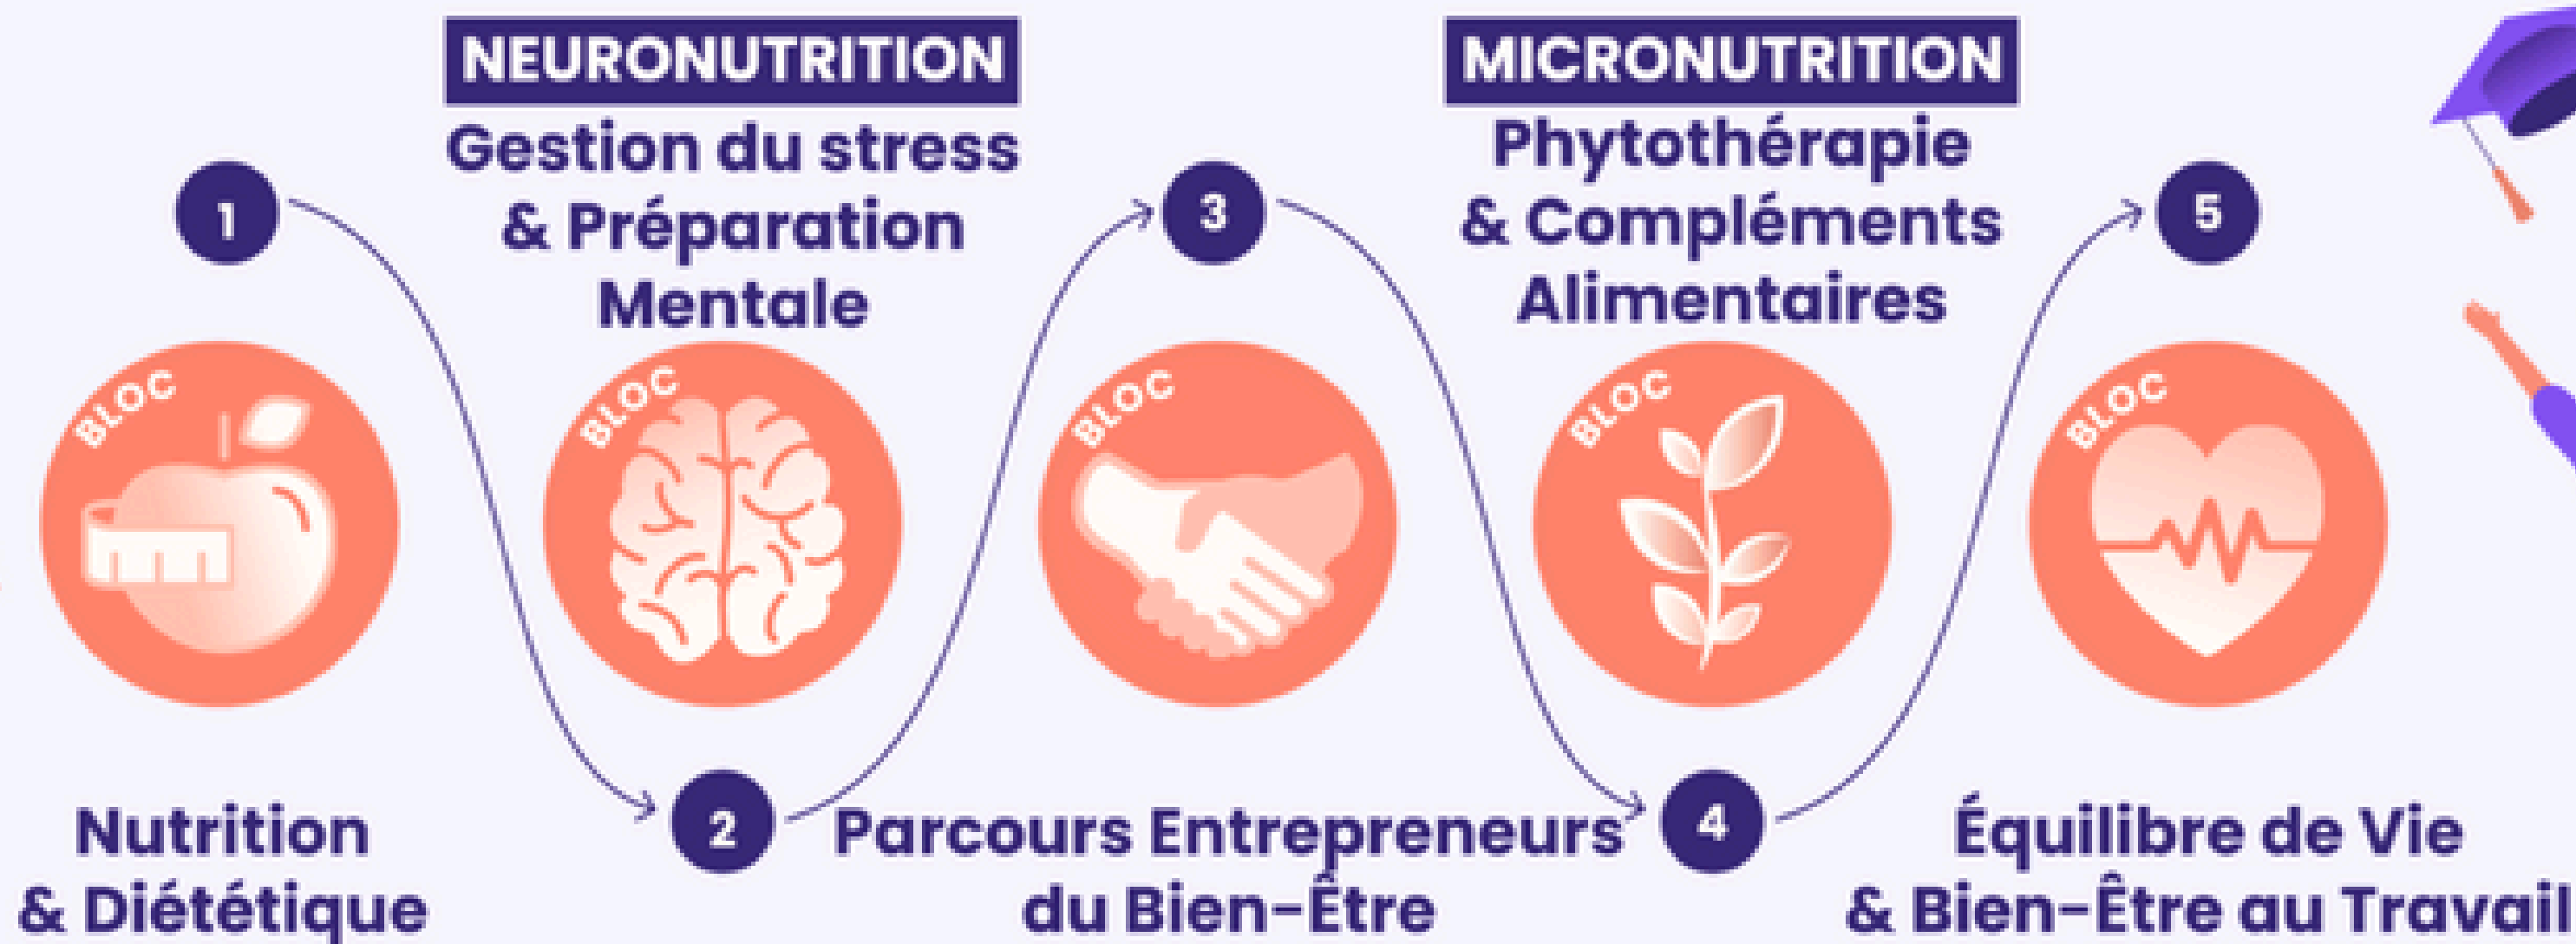 1
BLOC
Nutrition
& Diététique
NEURONUTRITION
Gestion du stress
& Préparation
Mentale
BLOC
2
3
BLOC
Parcours Entrepreneurs
du Bien-Être
MICRONUTRITION
Phytothérapie
& Compléments
Alimentaires
BLOC
4
5
BLOC
Équilibre de Vie
& Bien-Être au Travail